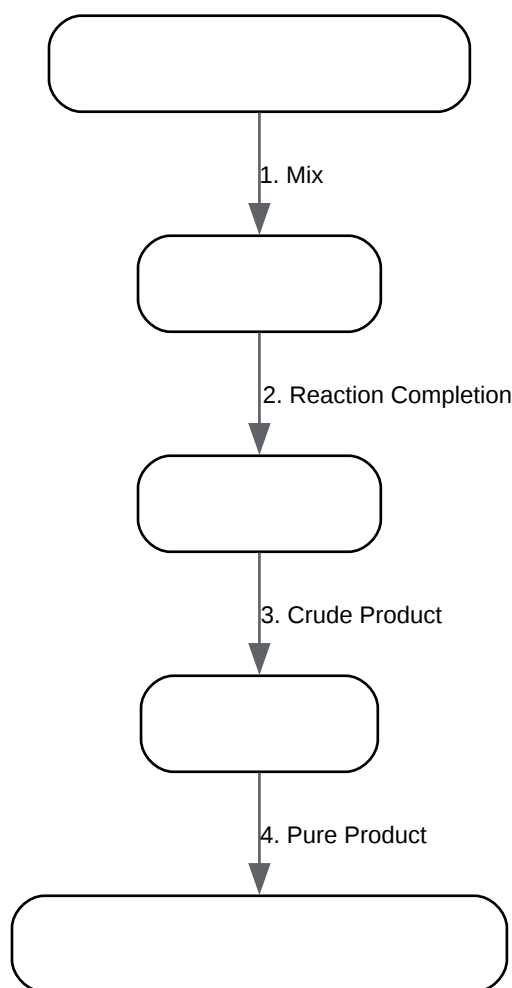 1. Mix
2. Reaction Completion
3. Crude Product
4. Pure Product